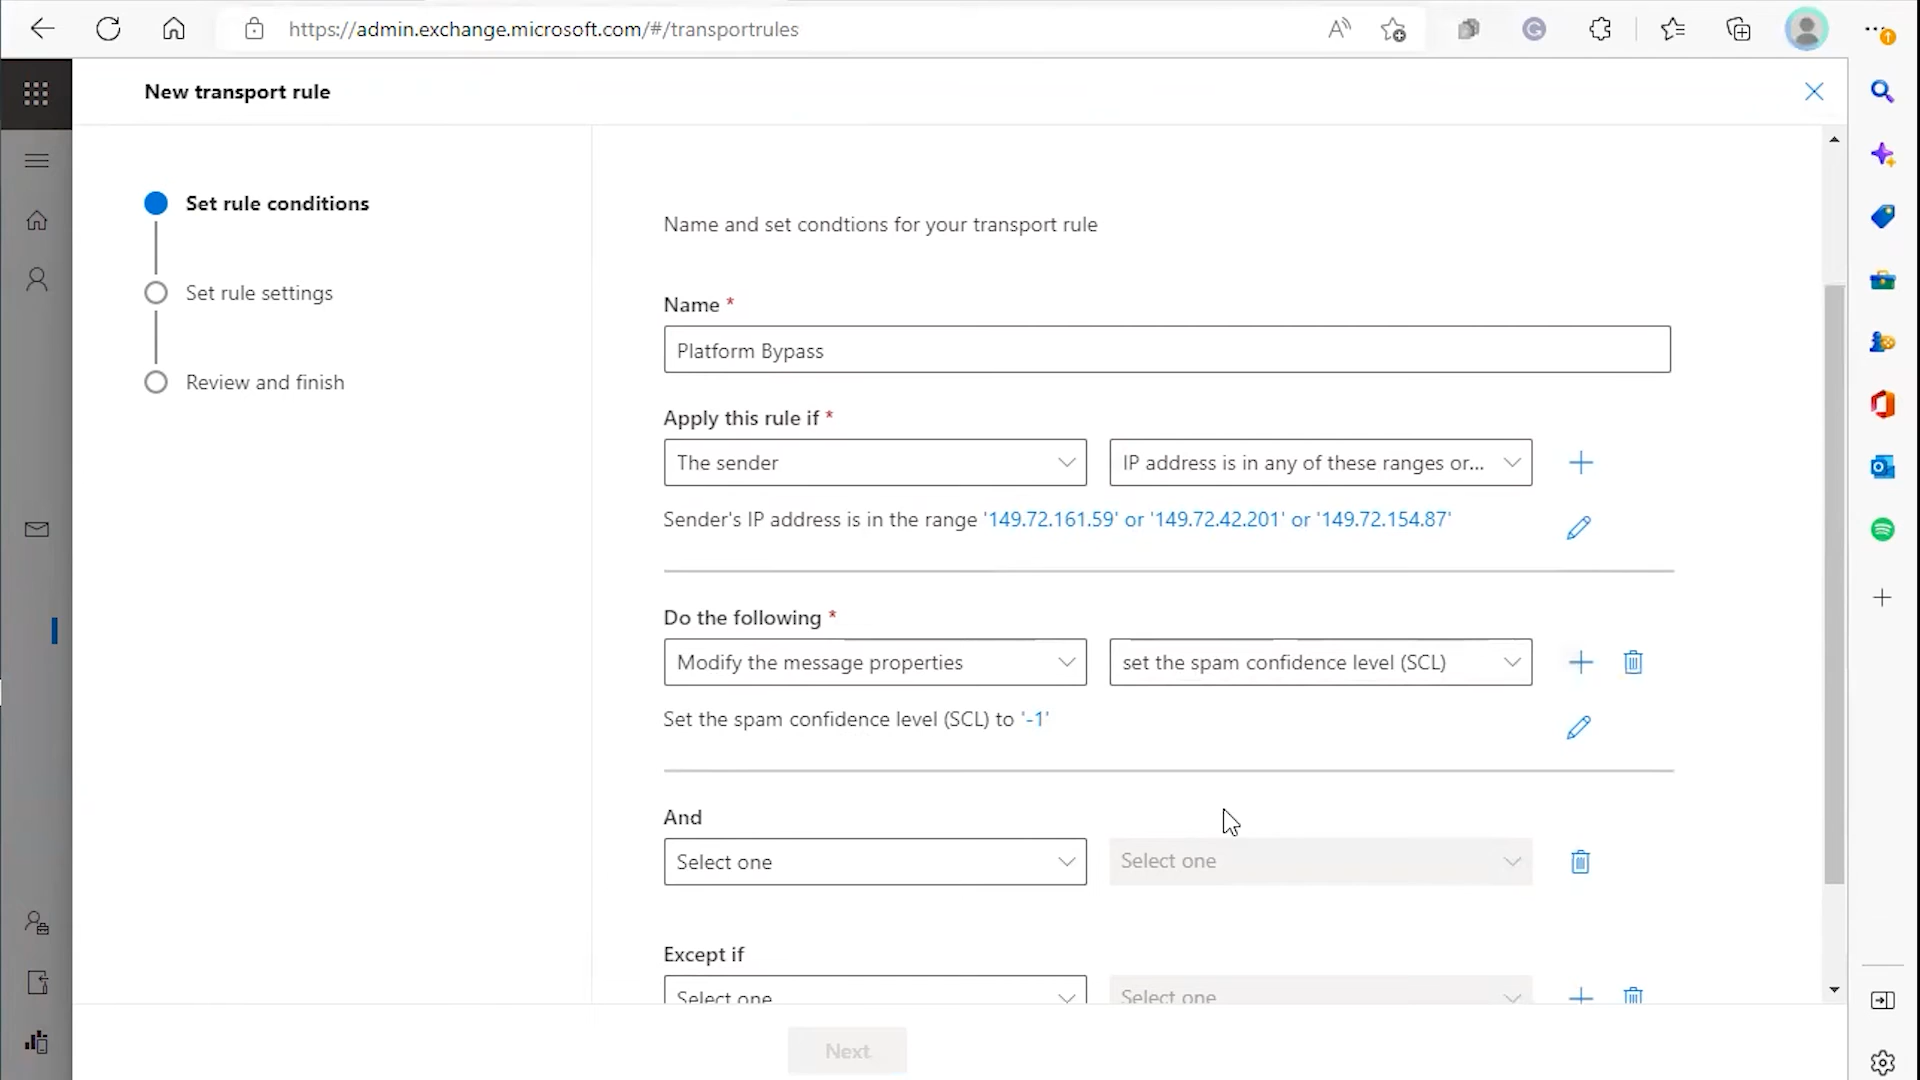 https://admin.exchange.microsoft.com/#/transportrules
New transport rule
Set rule conditions
Set rule settings
Review and finish
Name and set condtions for your transport rule
Name *
Platform Bypass
Apply this rule if *
The sender
IP address is in any of these ranges or...
Sender's IP address is in the range '149.72.161.59' or '149.72.42.201' or '149.72.154.87'
Do the following *
Modify the message properties
set the spam confidence level (SCL)
Set the spam confidence level (SCL) to '-1'
And
Select one
Select one
Except if
Select one
Select one
Next